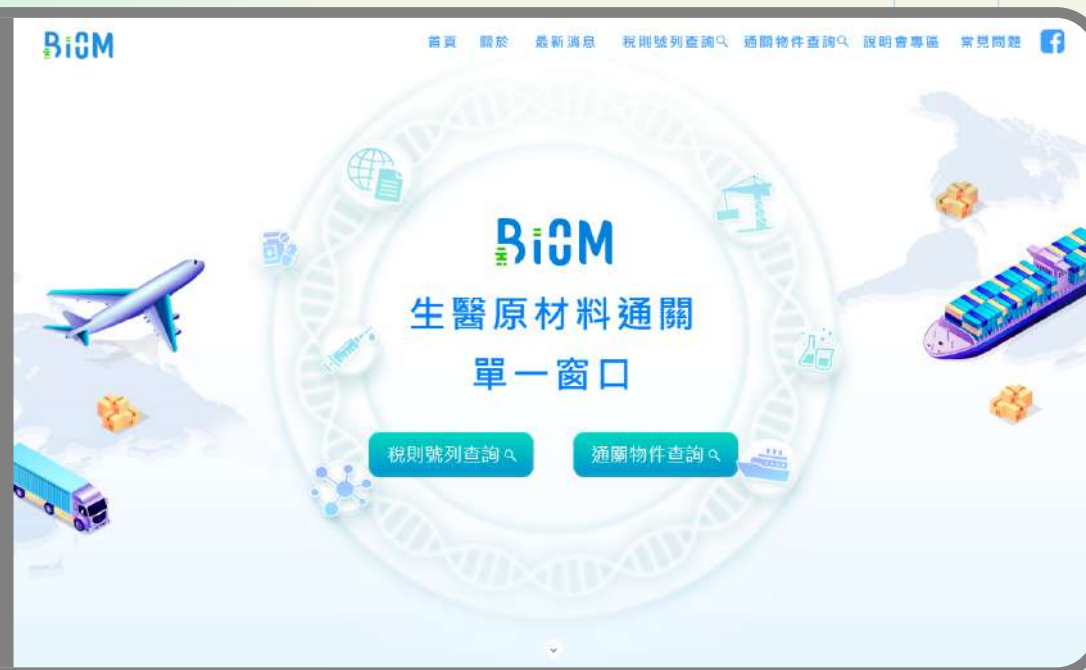 BiOM
首頁 關於 最新消息 稅則號列查詢 通關物件查詢 說明會專區 常見問題
BiOM
生醫原材料通關
單一窗口
稅則號列查詢 通關物件查詢